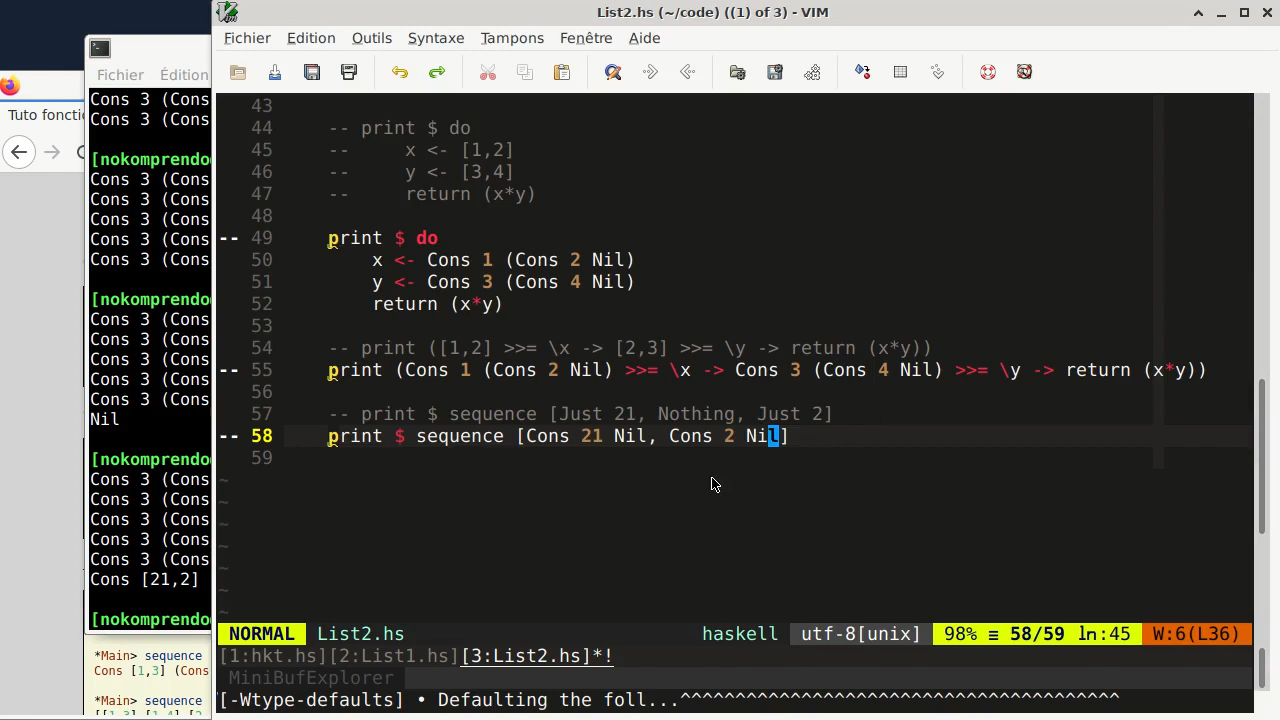 List2.hs (~/code) ((1) of 3) - VIM
Fichier Edition Outils Syntaxe Tampons Fenêtre Aide
Fichier Édition
Tuto fonctio
Cons 3 (Cons
Cons 3 (Cons
[nokomprendo
Cons 3 (Cons
Cons 3 (Cons
Cons 3 (Cons
Cons 3 (Cons
Cons 3 (Cons
[nokomprendo
Cons 3 (Cons
Cons 3 (Cons
Cons 3 (Cons
Cons 3 (Cons
Cons 3 (Cons
Nil
[nokomprendo
Cons 3 (Cons
Cons 3 (Cons
Cons 3 (Cons
Cons 3 (Cons
Cons 3 (Cons
Cons [21,2]
[nokomprendo
*Main> sequence
Cons [1,3] (Cons
*Main> sequence
[[1,3],[1,4],[2
43
44 -- print $ do
45 -- x <- [1,2]
46 -- y <- [3,4]
47 -- return (x*y)
48
-- 49 print $ do
50 x <- Cons 1 (Cons 2 Nil)
51 y <- Cons 3 (Cons 4 Nil)
52 return (x*y)
53
54 -- print ([1,2] >>= \x -> [2,3] >>= \y -> return (x*y))
-- 55 print (Cons 1 (Cons 2 Nil) >>= \x -> Cons 3 (Cons 4 Nil) >>= \y -> return (x*y))
56
57 -- print $ sequence [Just 21, Nothing, Just 2]
-- 58 print $ sequence [Cons 21 Nil, Cons 2 Nil]
59
~
~
~
~
~
~
~
NORMAL List2.hs haskell utf-8[unix] 98% ≡ 58/59 ln:45 W:6(L36)
[1:hkt.hs][2:List1.hs][3:List2.hs]*!
MiniBufExplorer
[-Wtype-defaults] • Defaulting the foll...^^^^^^^^^^^^^^^^^^^^^^^^^^^^^^^^^^^^^^^^